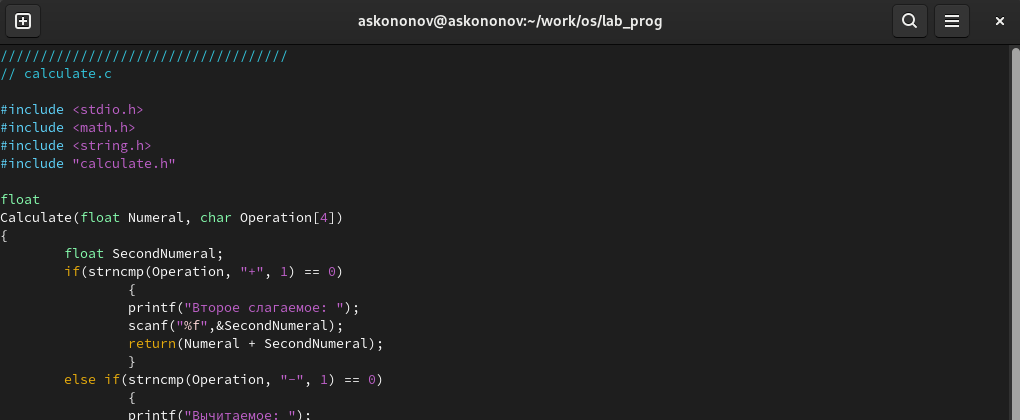 askononov@askononov:~/work/os/lab_prog
////////////////////////////////////
// calculate.c
#include <stdio.h>
#include <math.h>
#include <string.h>
#include "calculate.h"
float
Calculate(float Numeral, char Operation[4])
{
float SecondNumeral;
if(strncmp(Operation, "+", 1) == 0)
{
printf("Второе слагаемое: ");
scanf("%f",&SecondNumeral);
return(Numeral + SecondNumeral);
}
else if(strncmp(Operation, "-", 1) == 0)
{
printf("Вычитаемое: ");